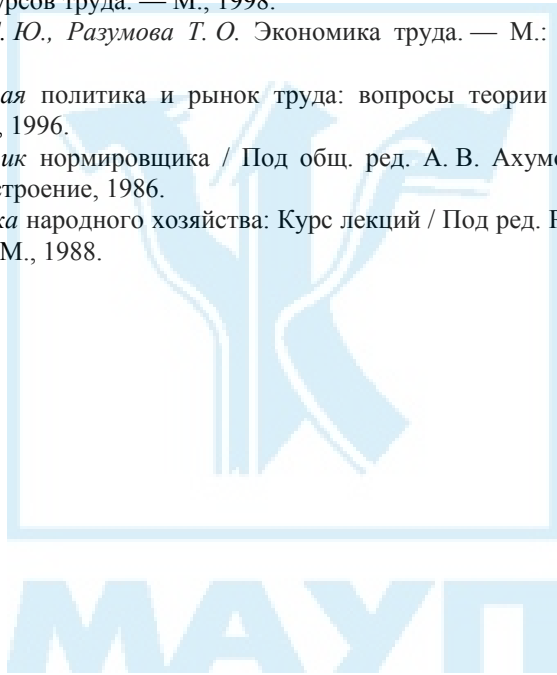 урсов труда. — М., 1998.
. Ю., Разумова Т. О. Экономика труда. — М.:
ая политика и рынок труда: вопросы теории
, 1996.
ик нормировщика / Под общ. ред. А. В. Ахумо
строение, 1986.
ка народного хозяйства: Курс лекций / Под ред.
М., 1988.
МАУП